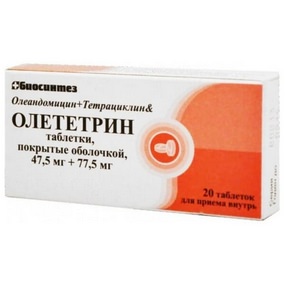 Биосинтез
Олеандомицин+Тетрациклин&
ОЛЕТЕТРИН
таблетки,
покрытые оболочкой,
47,5 мг + 77,5 мг
20 таблеток
для приема внутрь